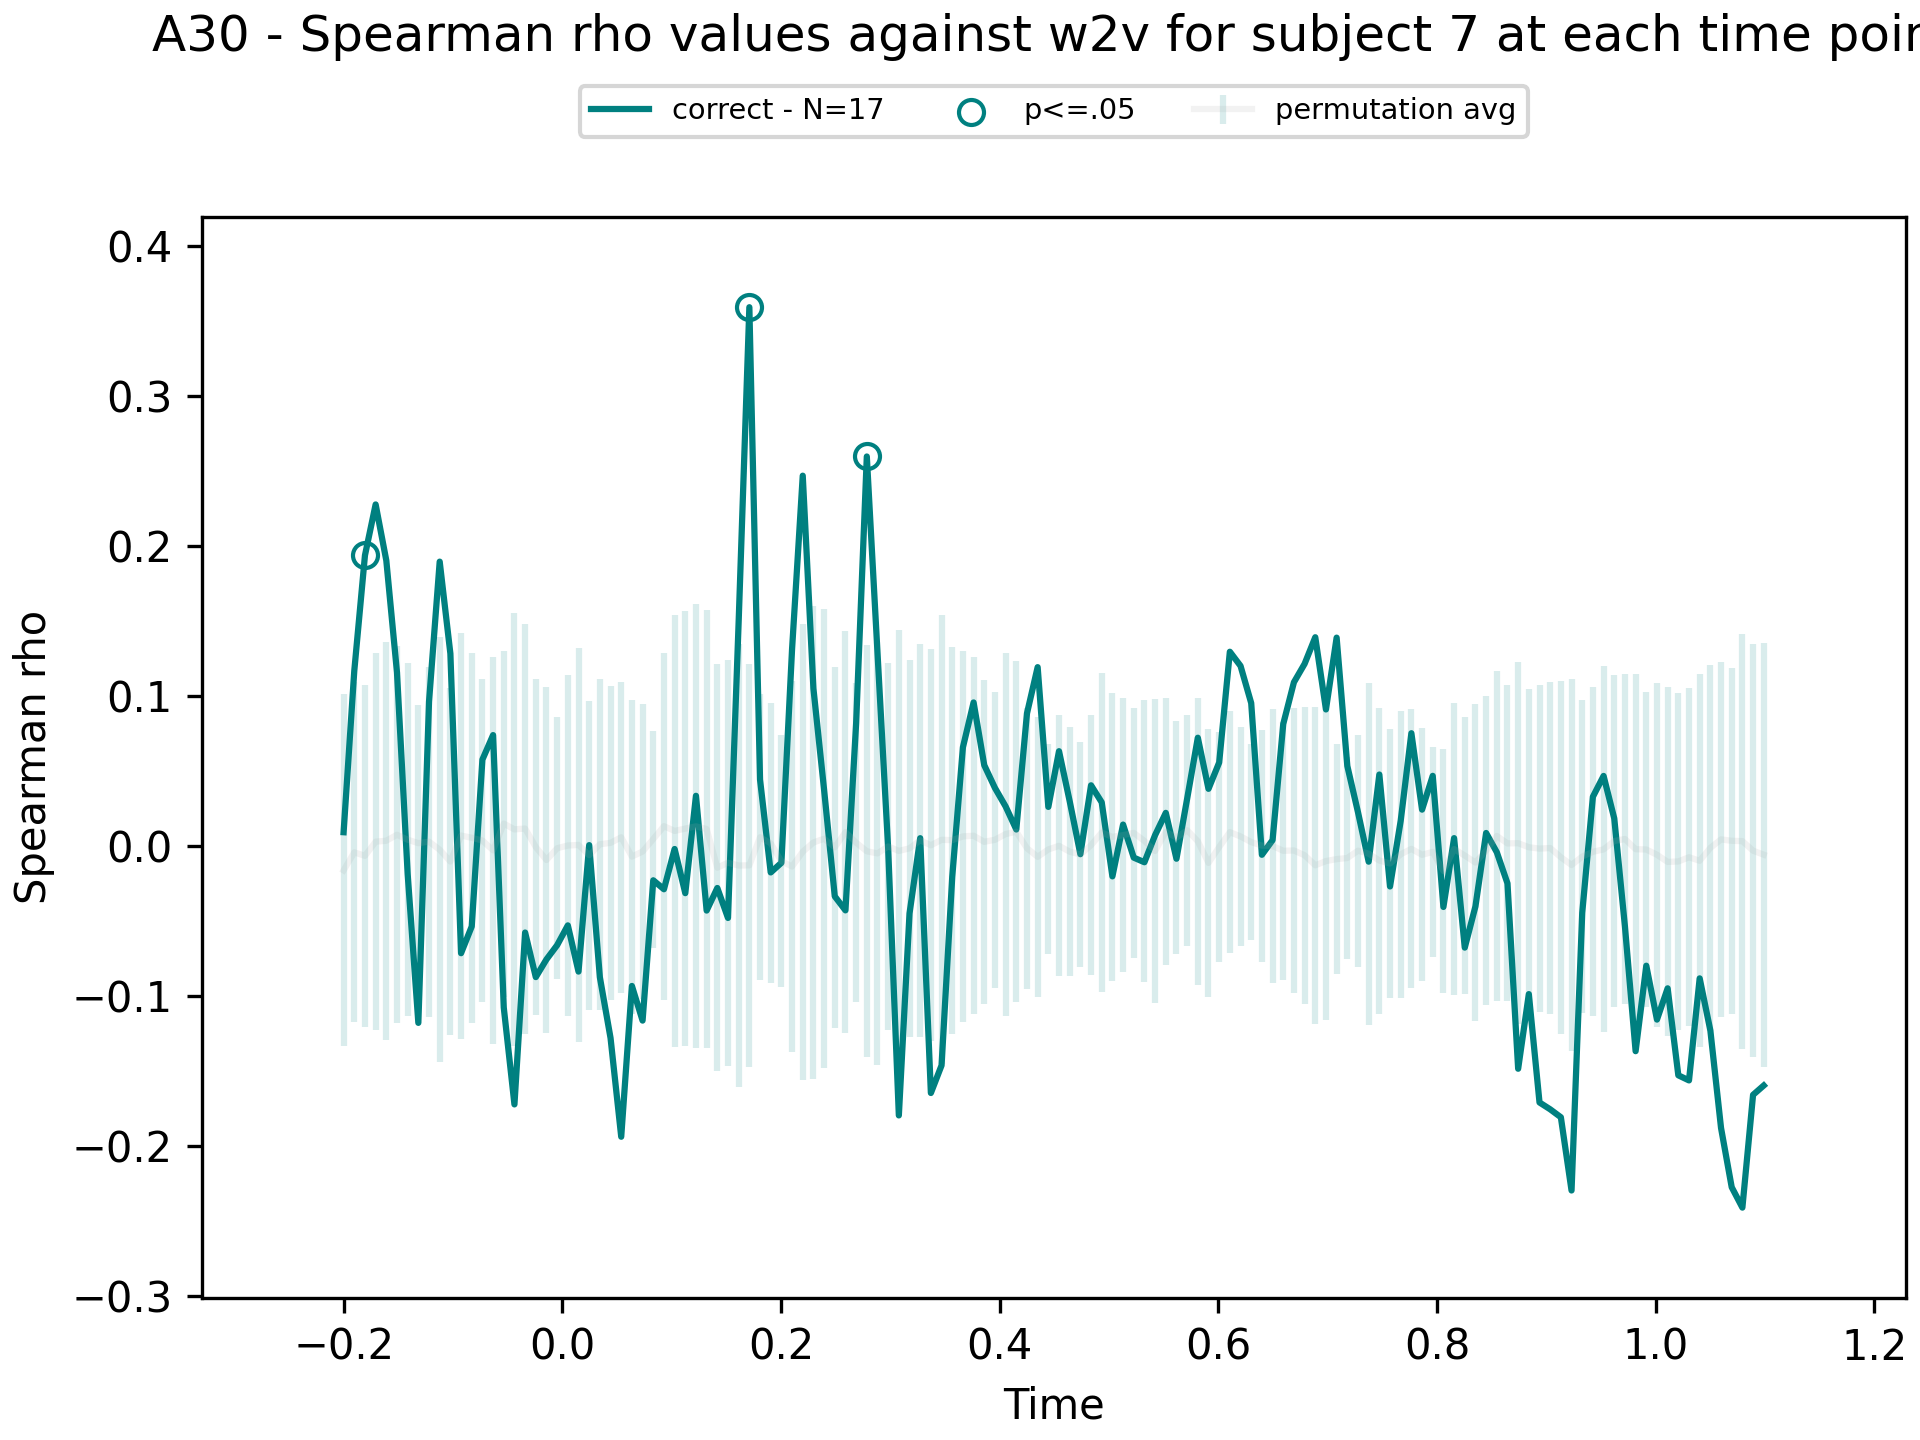 A30 - Spearman rho values against w2v for subject 7 at each time poin
correct - N=17 p<=.05 permutation avg
0.4
0.3
0.2
0.1
0.0
−0.1
−0.2
−0.3
Spearman rho
−0.2 0.0 0.2 0.4 0.6 0.8 1.0 1.2
Time